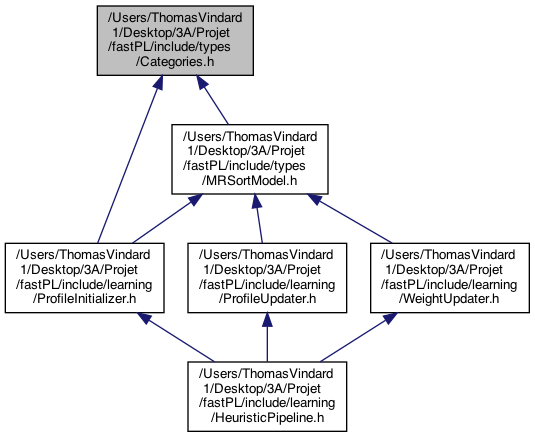 /Users/ThomasVindard
1/Desktop/3A/Projet
/fastPL/include/types
/Categories.h
/Users/ThomasVindard
1/Desktop/3A/Projet
/fastPL/include/types
/MRSortModel.h
/Users/ThomasVindard
1/Desktop/3A/Projet
/fastPL/include/learning
/ProfileInitializer.h
/Users/ThomasVindard
1/Desktop/3A/Projet
/fastPL/include/learning
/ProfileUpdater.h
/Users/ThomasVindard
1/Desktop/3A/Projet
/fastPL/include/learning
/WeightUpdater.h
/Users/ThomasVindard
1/Desktop/3A/Projet
/fastPL/include/learning
/HeuristicPipeline.h